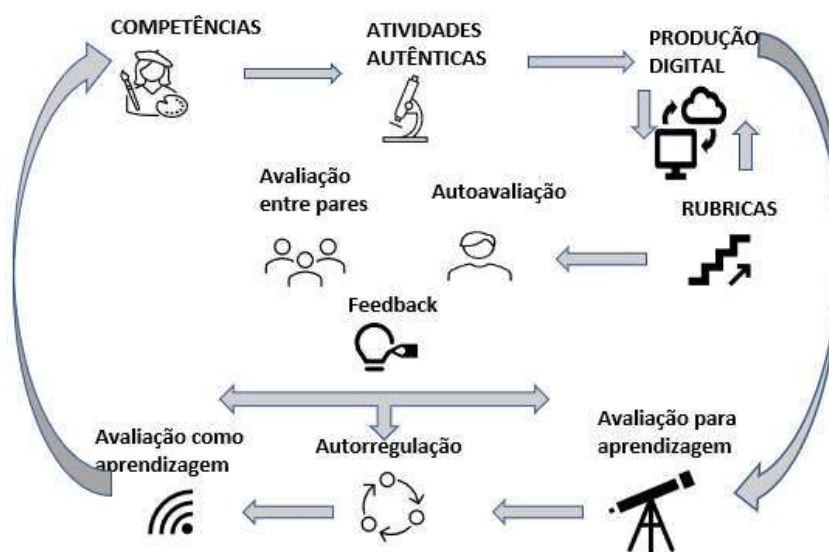 COMPETÊNCIAS
ATIVIDADES
AUTÊNTICAS
PRODUÇÃO
DIGITAL
Avaliação
entre pares
Autoavaliação
RUBRICAS
Feedback
Avaliação como
aprendizagem
Autorregulação
Avaliação para
aprendizagem